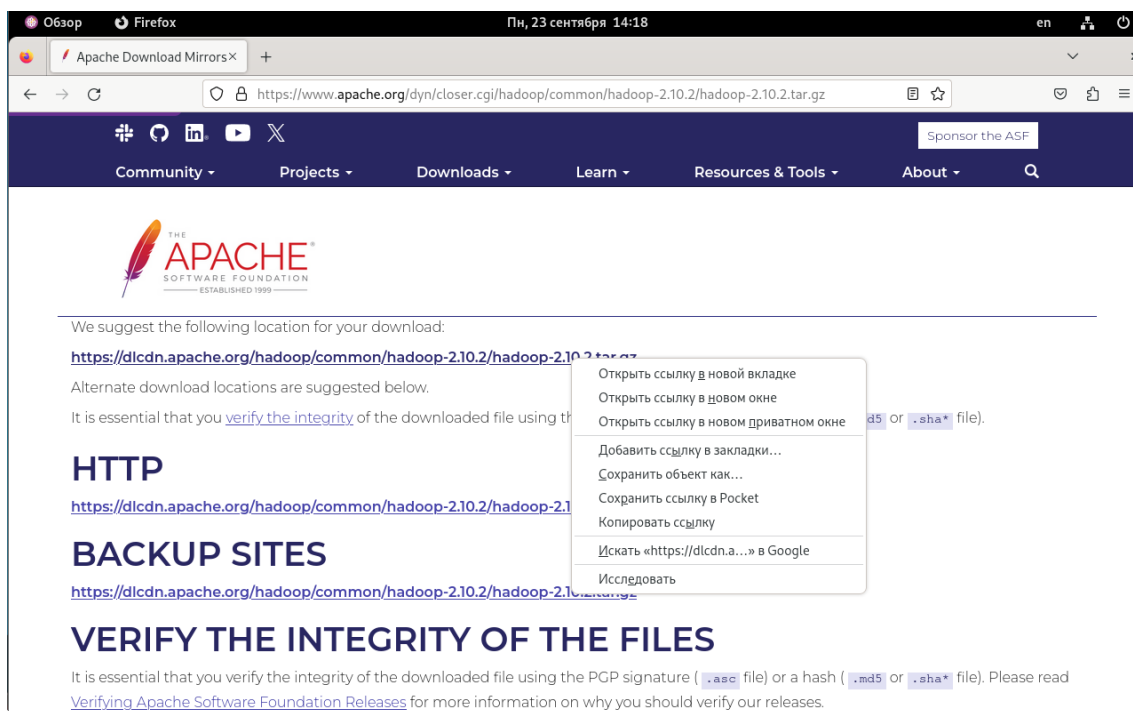 Обзор Firefox Пн, 23 сентября 14:18 en
Apache Download Mirrors × +
https://www.apache.org/dyn/closer.cgi/hadoop/common/hadoop-2.10.2/hadoop-2.10.2.tar.gz
in. X Sponsor the ASF
Community Projects Downloads Learn Resources & Tools About
THE
APACHE®
SOFTWARE FOUNDATION
ESTABLISHED 1999
We suggest the following location for your download:
https://dlcdn.apache.org/hadoop/common/hadoop-2.10.2/hadoop-2.10.2.tar.gz
Alternate download locations are suggested below.
It is essential that you verify the integrity of the downloaded file using th d5 or .sha* file).
HTTP
https://dlcdn.apache.org/hadoop/common/hadoop-2.10.2/hadoop-2.1
BACKUP SITES
https://dlcdn.apache.org/hadoop/common/hadoop-2.10.2/hadoop-2.10.2.tar.gz
Открыть ссылку в новой вкладке
Открыть ссылку в новом окне
Открыть ссылку в новом приватном окне
Добавить ссылку в закладки…
Сохранить объект как…
Сохранить ссылку в Pocket
Копировать ссылку
Искать «https://dlcdn.a…» в Google
Исследовать
VERIFY THE INTEGRITY OF THE FILES
It is essential that you verify the integrity of the downloaded file using the PGP signature ( .asc file) or a hash ( .md5 or .sha* file). Please read
Verifying Apache Software Foundation Releases for more information on why you should verify our releases.